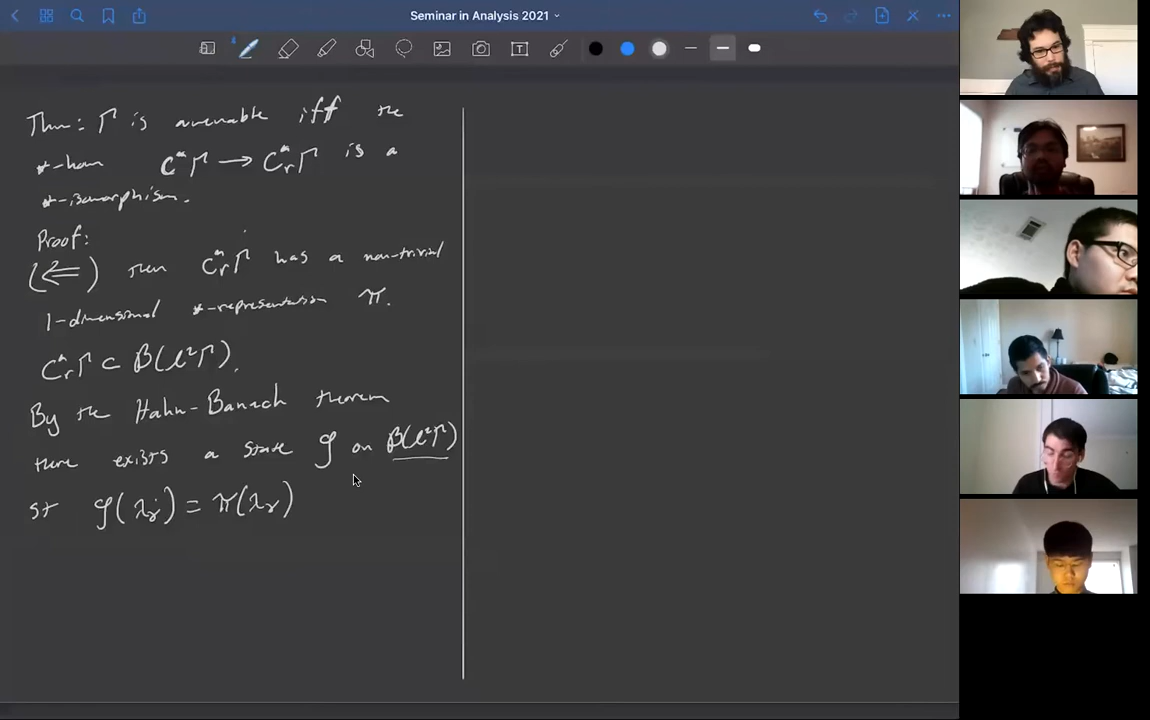 Seminar in Analysis 2021
Thm: Γ is amenable iff the
*-hom C*Γ → C*rΓ is a
*-isomorphism.
Proof:
(⇐) Then C*rΓ has a non-trivial
1-dimensional *-representation π.
C*rΓ ⊂ B(ℓ²Γ).
By the Hahn-Banach theorem
there exists a state φ on B(ℓ²Γ)
st φ(λγ) = π(λγ)